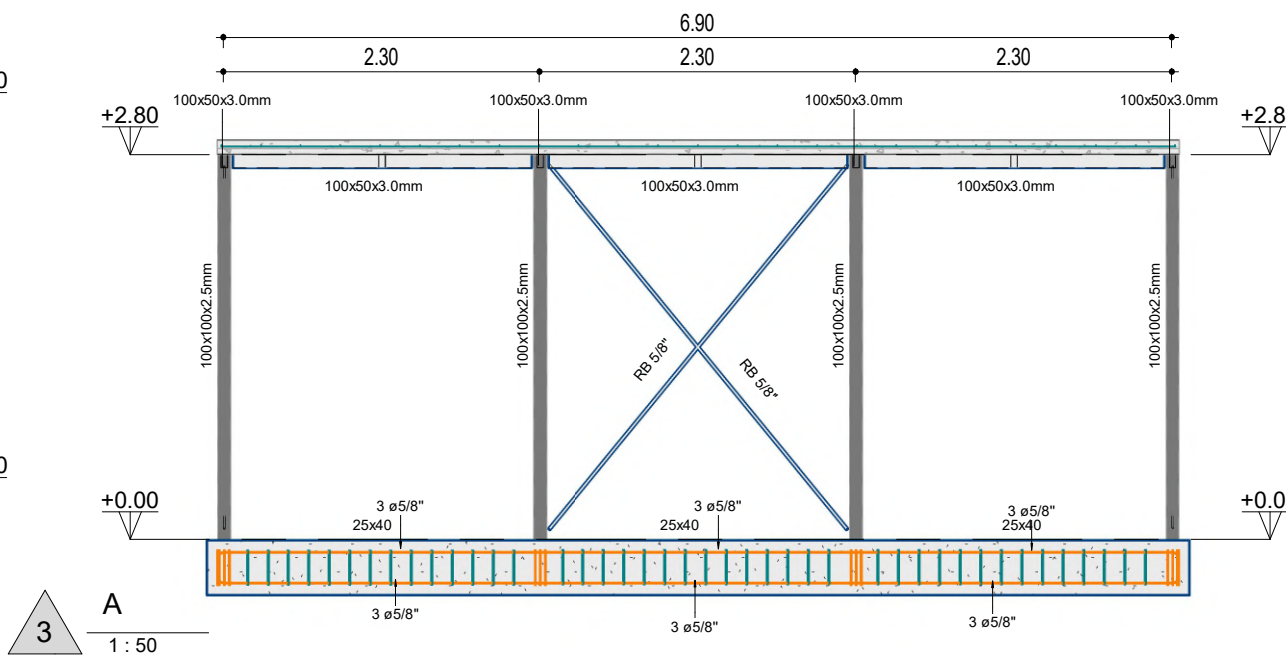 6.90
2.30 2.30 2.30
0
100x50x3.0mm 100x50x3.0mm 100x50x3.0mm 100x50x3.0mm
+2.80 +2.8
100x50x3.0mm 100x50x3.0mm 100x50x3.0mm
100x100x2.5mm 100x100x2.5mm 100x100x2.5mm 100x100x2.5mm
RB 5/8" RB 5/8"
0
+0.00 +0.0
3 ø5/8" 3 ø5/8" 3 ø5/8"
25x40 25x40 25x40
3 ø5/8" 3 ø5/8" 3 ø5/8"
3 A
1 : 50